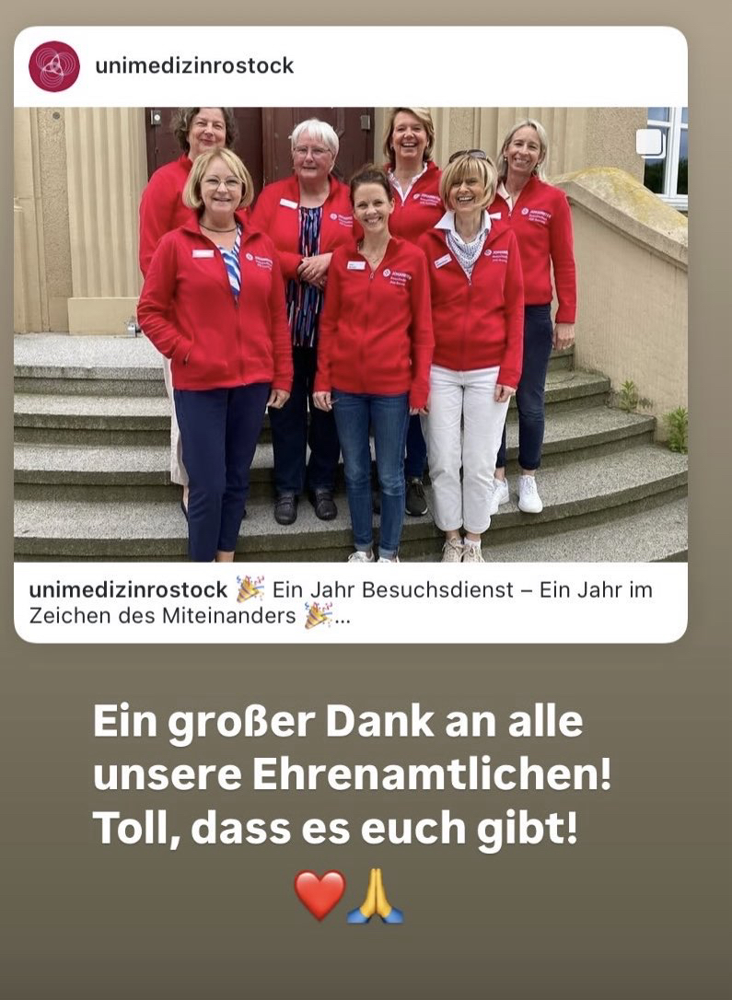 unimedizinrostock
unimedizinrostock 🎉 Ein Jahr Besuchsdienst – Ein Jahr im
Zeichen des Miteinanders 🎉...
Ein großer Dank an alle
unsere Ehrenamtlichen!
Toll, dass es euch gibt!
❤️🙏